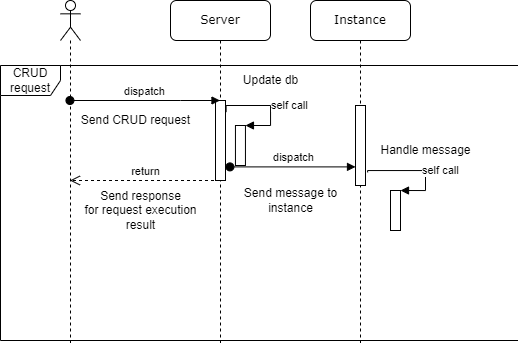 Server
Instance
CRUD
request
dispatch
Send CRUD request
Update db
self call
dispatch
Send message to
instance
Handle message
self call
return
Send response
for request execution
result